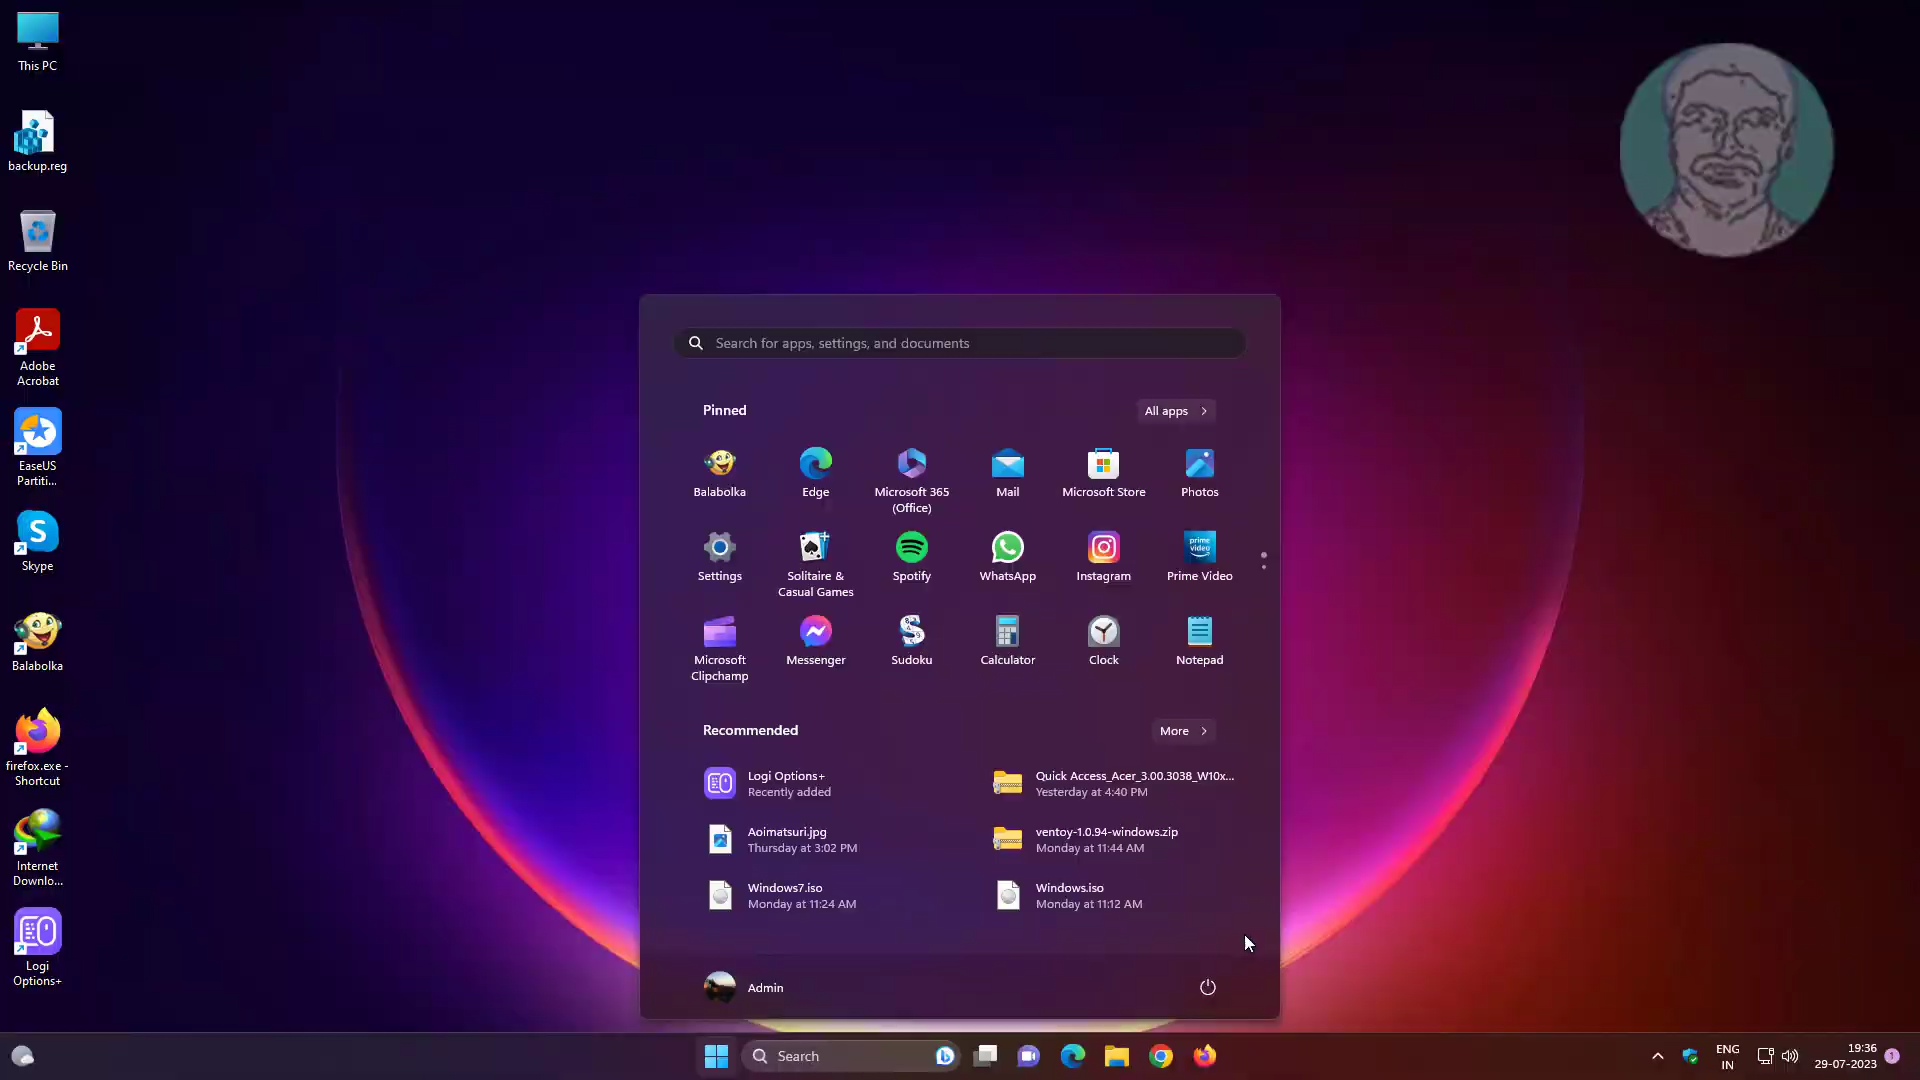 This PC
backup.reg
Recycle Bin
Adobe
Acrobat
EaseUS
Partiti...
Skype
Balabolka
firefox.exe -
Shortcut
Internet
Downlo...
Logi
Options+
Search for apps, settings, and documents
Pinned
All apps
Balabolka
Edge
Microsoft 365
(Office)
Mail
Microsoft Store
Photos
Settings
Solitaire &
Casual Games
Spotify
WhatsApp
Instagram
prime
video
Prime Video
Microsoft
Clipchamp
Messenger
Sudoku
Calculator
Clock
Notepad
Recommended
More
Logi Options+
Recently added
Quick Access_Acer_3.00.3038_W10x...
Yesterday at 4:40 PM
Aoimatsuri.jpg
Thursday at 3:02 PM
ventoy-1.0.94-windows.zip
Monday at 11:44 AM
Windows7.iso
Monday at 11:24 AM
Windows.iso
Monday at 11:12 AM
Admin
Search
ENG
IN
19:36
29-07-2023
1